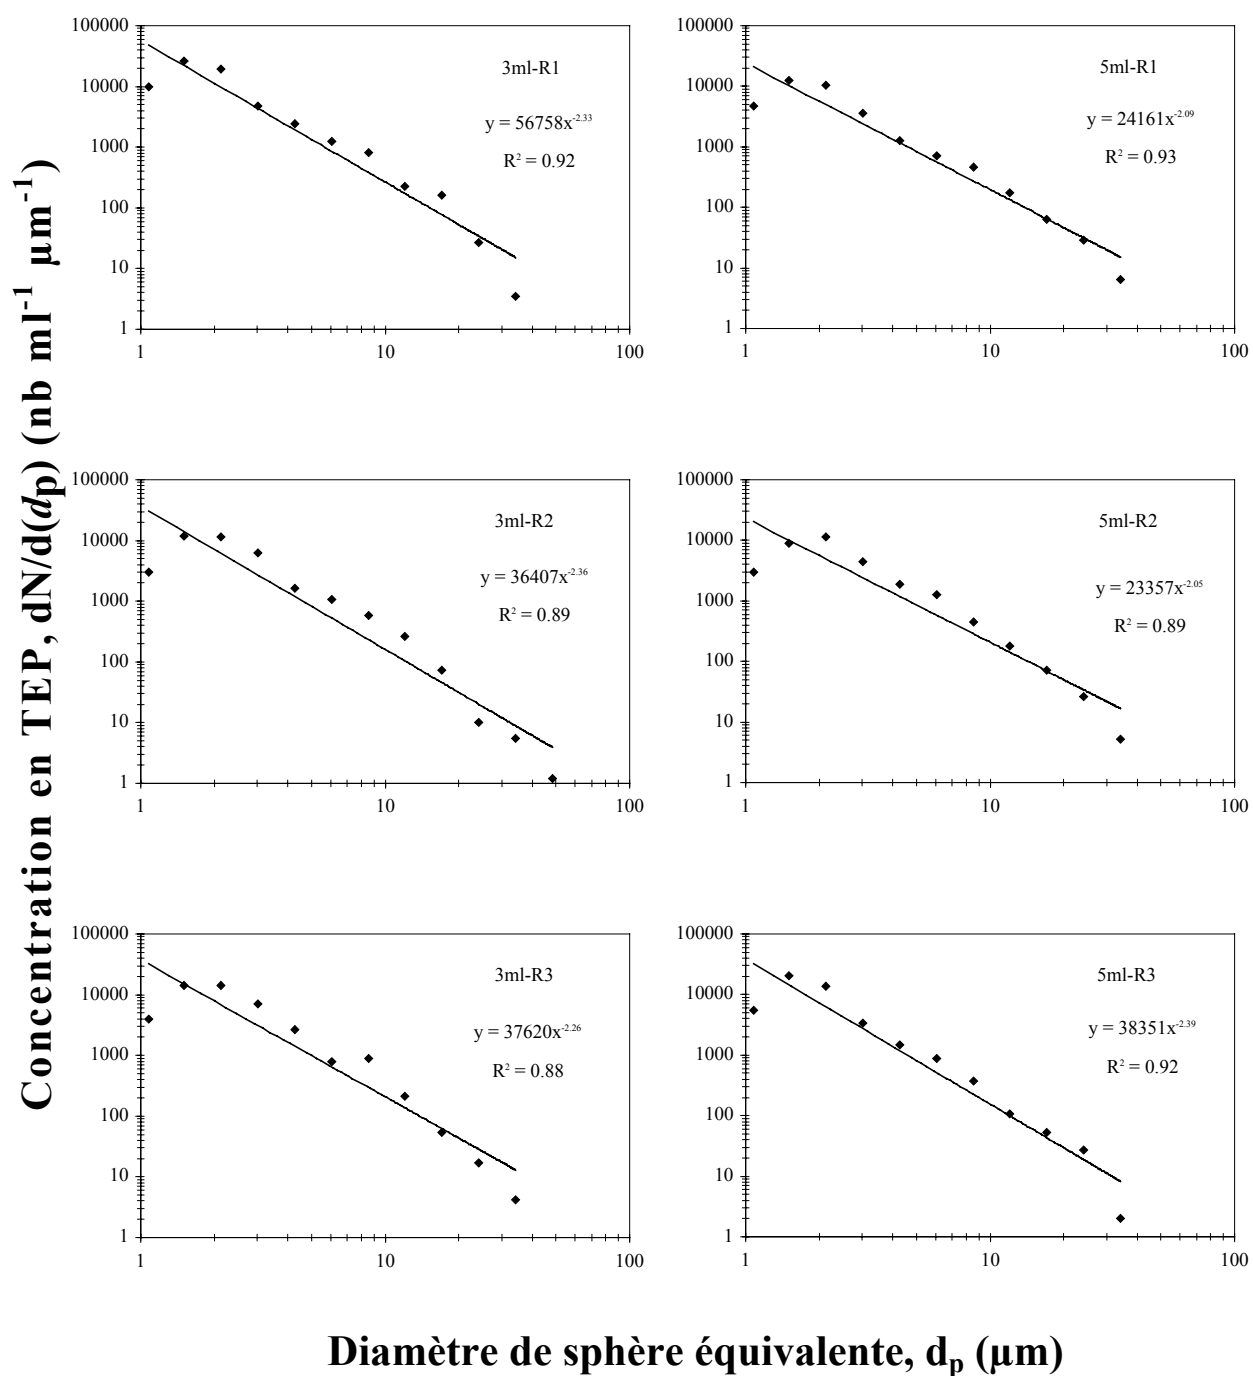 Concentration en TEP, dN/d(dp) (nb ml⁻¹ µm⁻¹)
100000
10000
1000
100
10
1
1 10 100
3ml-R1
y = 56758x^-2.33
R² = 0.92
100000
10000
1000
100
10
1
1 10 100
5ml-R1
y = 24161x^-2.09
R² = 0.93
100000
10000
1000
100
10
1
1 10 100
3ml-R2
y = 36407x^-2.36
R² = 0.89
100000
10000
1000
100
10
1
1 10 100
5ml-R2
y = 23357x^-2.05
R² = 0.89
100000
10000
1000
100
10
1
1 10 100
3ml-R3
y = 37620x^-2.26
R² = 0.88
100000
10000
1000
100
10
1
1 10 100
5ml-R3
y = 38351x^-2.39
R² = 0.92
Diamètre de sphère équivalente, dₚ (µm)